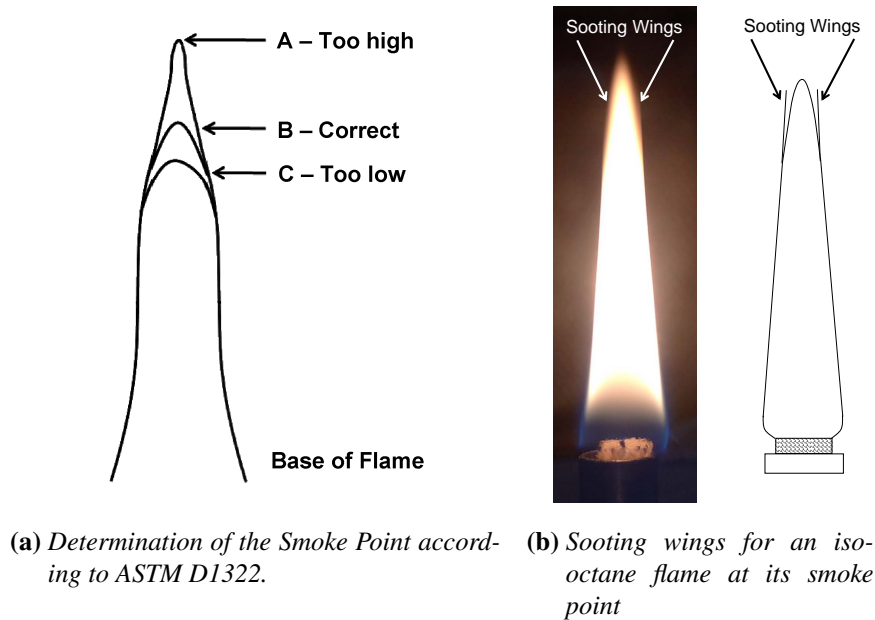 A – Too high
B – Correct
C – Too low
Base of Flame
(a) Determination of the Smoke Point accord-
ing to ASTM D1322.
Sooting Wings
Sooting Wings
(b) Sooting wings for an iso-
octane flame at its smoke
point